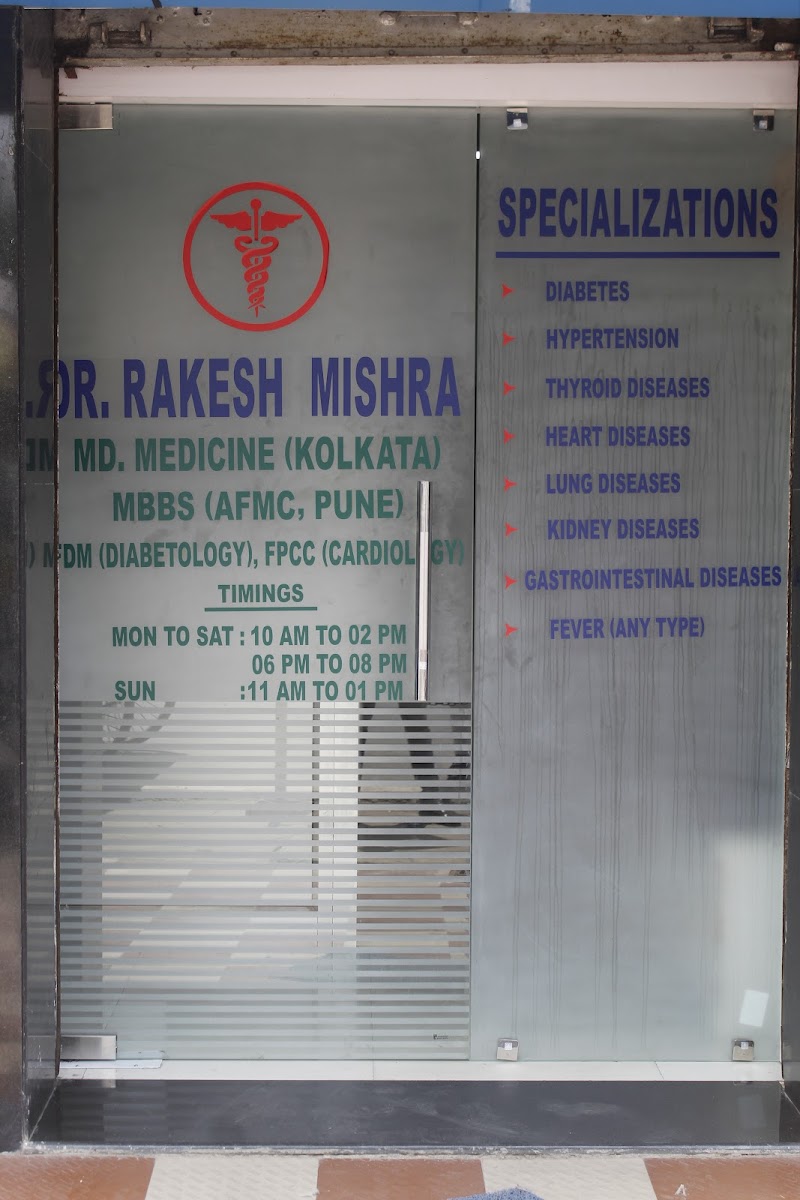 DR. RAKESH MISHRA
MD. MEDICINE (KOLKATA)
MBBS (AFMC, PUNE)
(DIABETOLOGY), FPCC (CARDIOLOGY)
TIMINGS
MON TO SAT : 10 AM TO 02 PM
06 PM TO 08 PM
SUN :11 AM TO 01 PM
SPECIALIZATIONS
DIABETES
HYPERTENSION
THYROID DISEASES
HEART DISEASES
LUNG DISEASES
KIDNEY DISEASES
GASTROINTESTINAL DISEASES
FEVER (ANY TYPE)